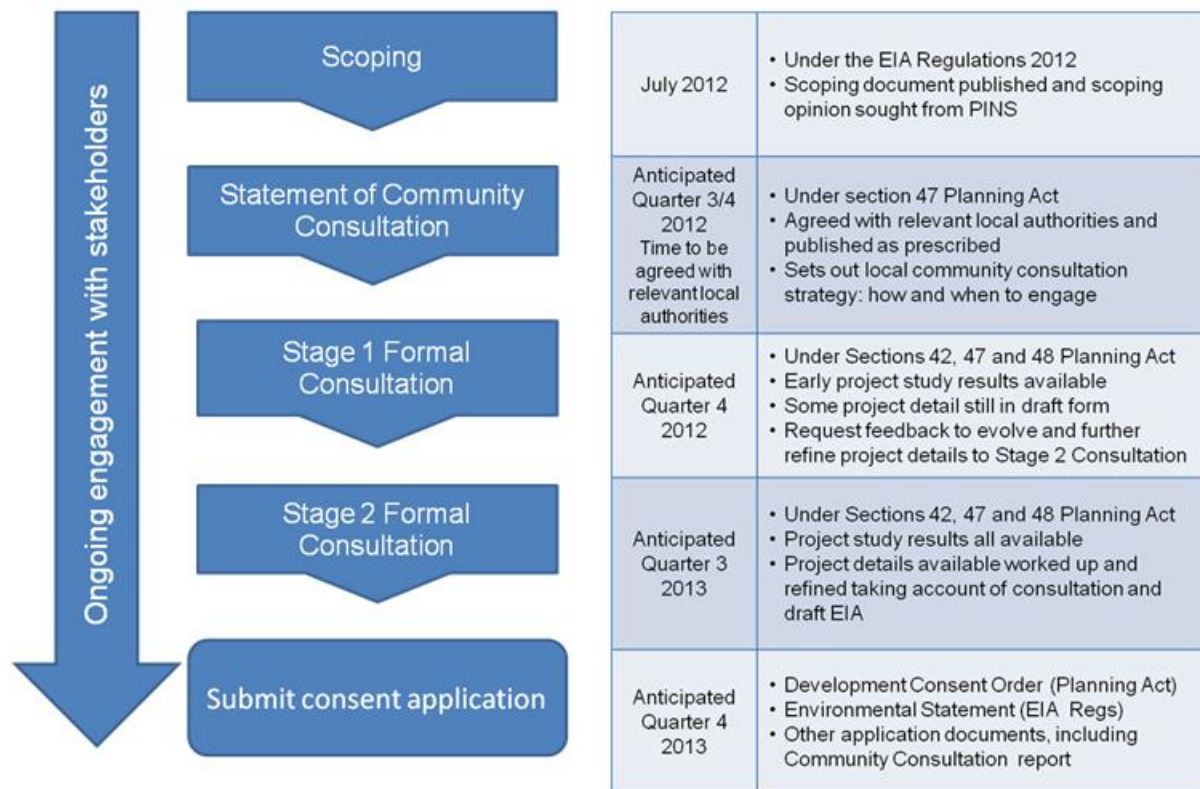 Ongoing engagement with stakeholders
Scoping
July 2012
• Under the EIA Regulations 2012
• Scoping document published and scoping
opinion sought from PINS
Statement of Community
Consultation
Anticipated
Quarter 3/4
2012
Time to be
agreed with
relevant local
authorities
• Under section 47 Planning Act
• Agreed with relevant local authorities and
published as prescribed
• Sets out local community consultation
strategy: how and when to engage
Stage 1 Formal
Consultation
Anticipated
Quarter 4
2012
• Under Sections 42, 47 and 48 Planning Act
• Early project study results available
• Some project detail still in draft form
• Request feedback to evolve and further
refine project details to Stage 2 Consultation
Stage 2 Formal
Consultation
Anticipated
Quarter 3
2013
• Under Sections 42, 47 and 48 Planning Act
• Project study results all available
• Project details available worked up and
refined taking account of consultation and
draft EIA
Submit consent application
Anticipated
Quarter 4
2013
• Development Consent Order (Planning Act)
• Environmental Statement (EIA Regs)
• Other application documents, including
Community Consultation report